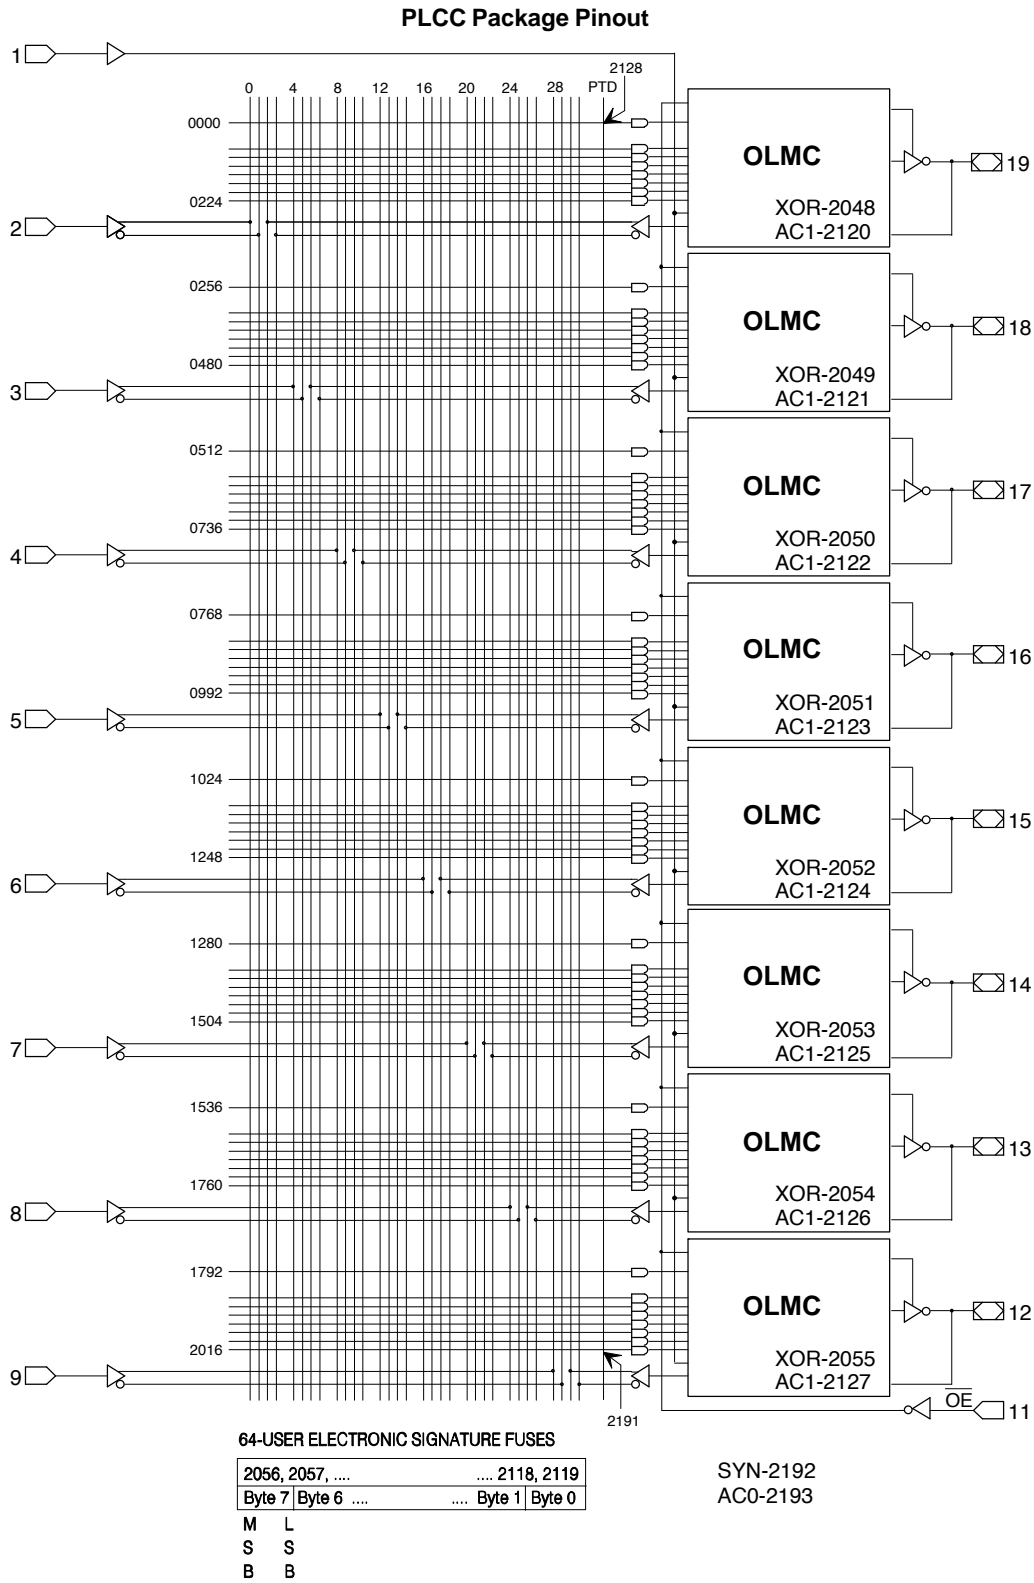 PLCC Package Pinout
1
2128
0 4 8 12 16 20 24 28 PTD
0000
OLMC
19
0224
XOR-2048
2
AC1-2120
0256
OLMC
18
0480
XOR-2049
3
AC1-2121
0512
OLMC
17
0736
XOR-2050
4
AC1-2122
0768
OLMC
16
0992
XOR-2051
5
AC1-2123
1024
OLMC
15
1248
XOR-2052
6
AC1-2124
1280
OLMC
14
1504
XOR-2053
7
AC1-2125
1536
OLMC
13
1760
XOR-2054
8
AC1-2126
1792
OLMC
12
2016
XOR-2055
9
AC1-2127
OE
11
2191
64-USER ELECTRONIC SIGNATURE FUSES
2056, 2057, .... .... 2118, 2119
Byte 7 Byte 6 .... .... Byte 1 Byte 0
M L
S S
B B
SYN-2192
AC0-2193